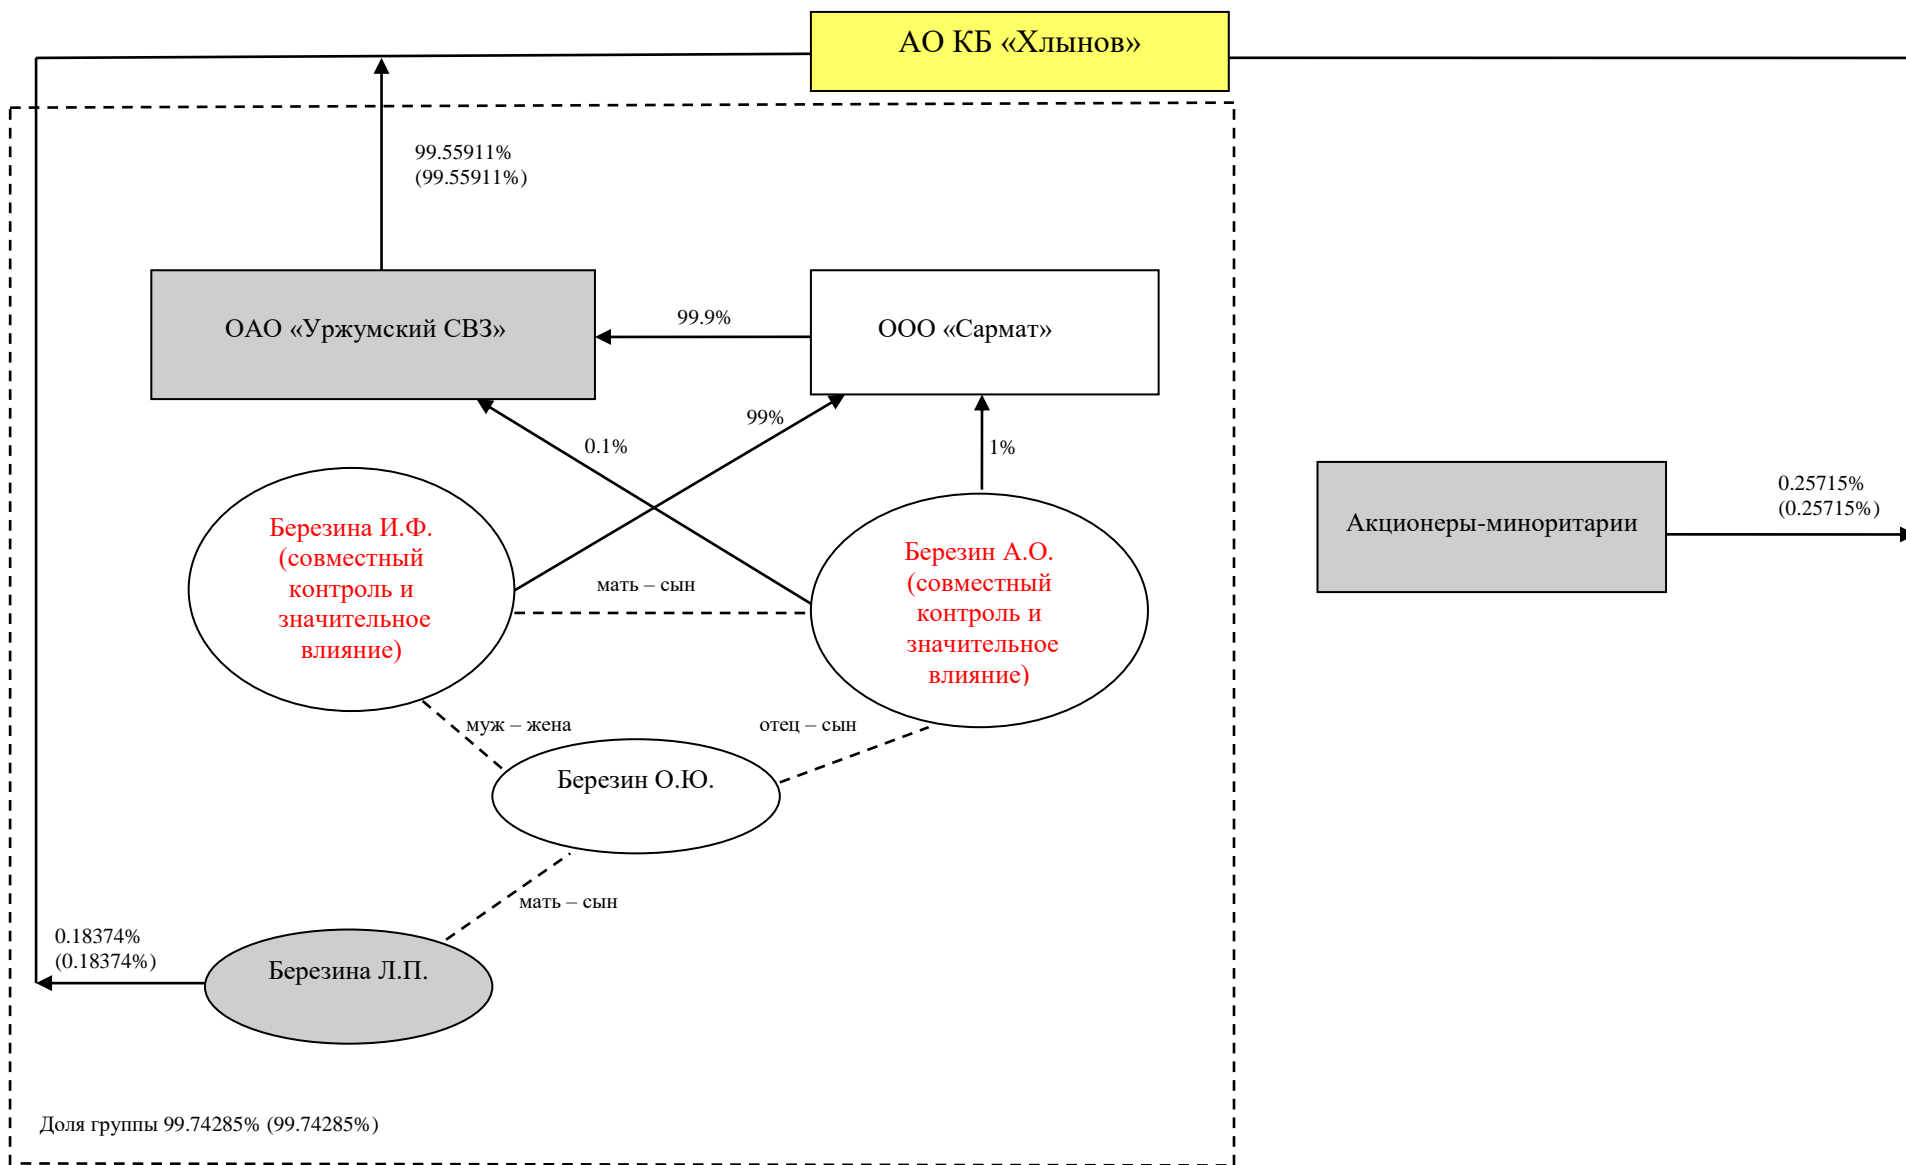 АО КБ «Хлынов»
99.55911%
(99.55911%)
ОАО «Уржумский СВЗ»
99.9%
ООО «Сармат»
99%
0.1%
1%
Березина И.Ф.
(совместный
контроль и
значительное
влияние)
мать – сын
Березин А.О.
(совместный
контроль и
значительное
влияние)
Акционеры-миноритарии
0.25715%
(0.25715%)
муж – жена
отец – сын
Березин О.Ю.
мать – сын
0.18374%
(0.18374%)
Березина Л.П.
Доля группы 99.74285% (99.74285%)